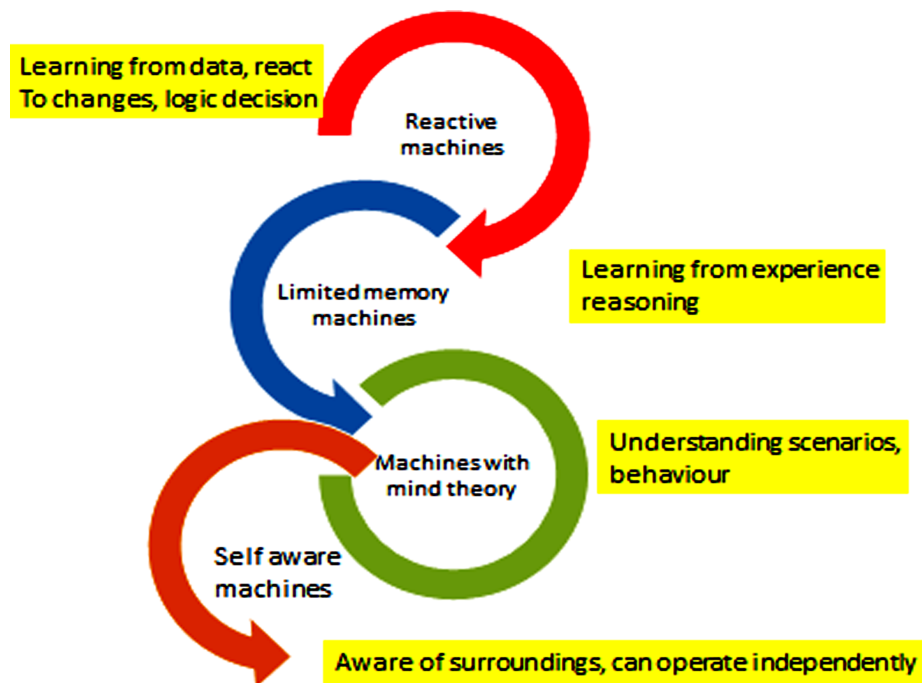 Learning from data, react
To changes, logic decision
Reactive
machines
Learning from experience
reasoning
Limited memory
machines
Understanding scenarios,
behaviour
Machines with
mind theory
Self aware
machines
Aware of surroundings, can operate independently